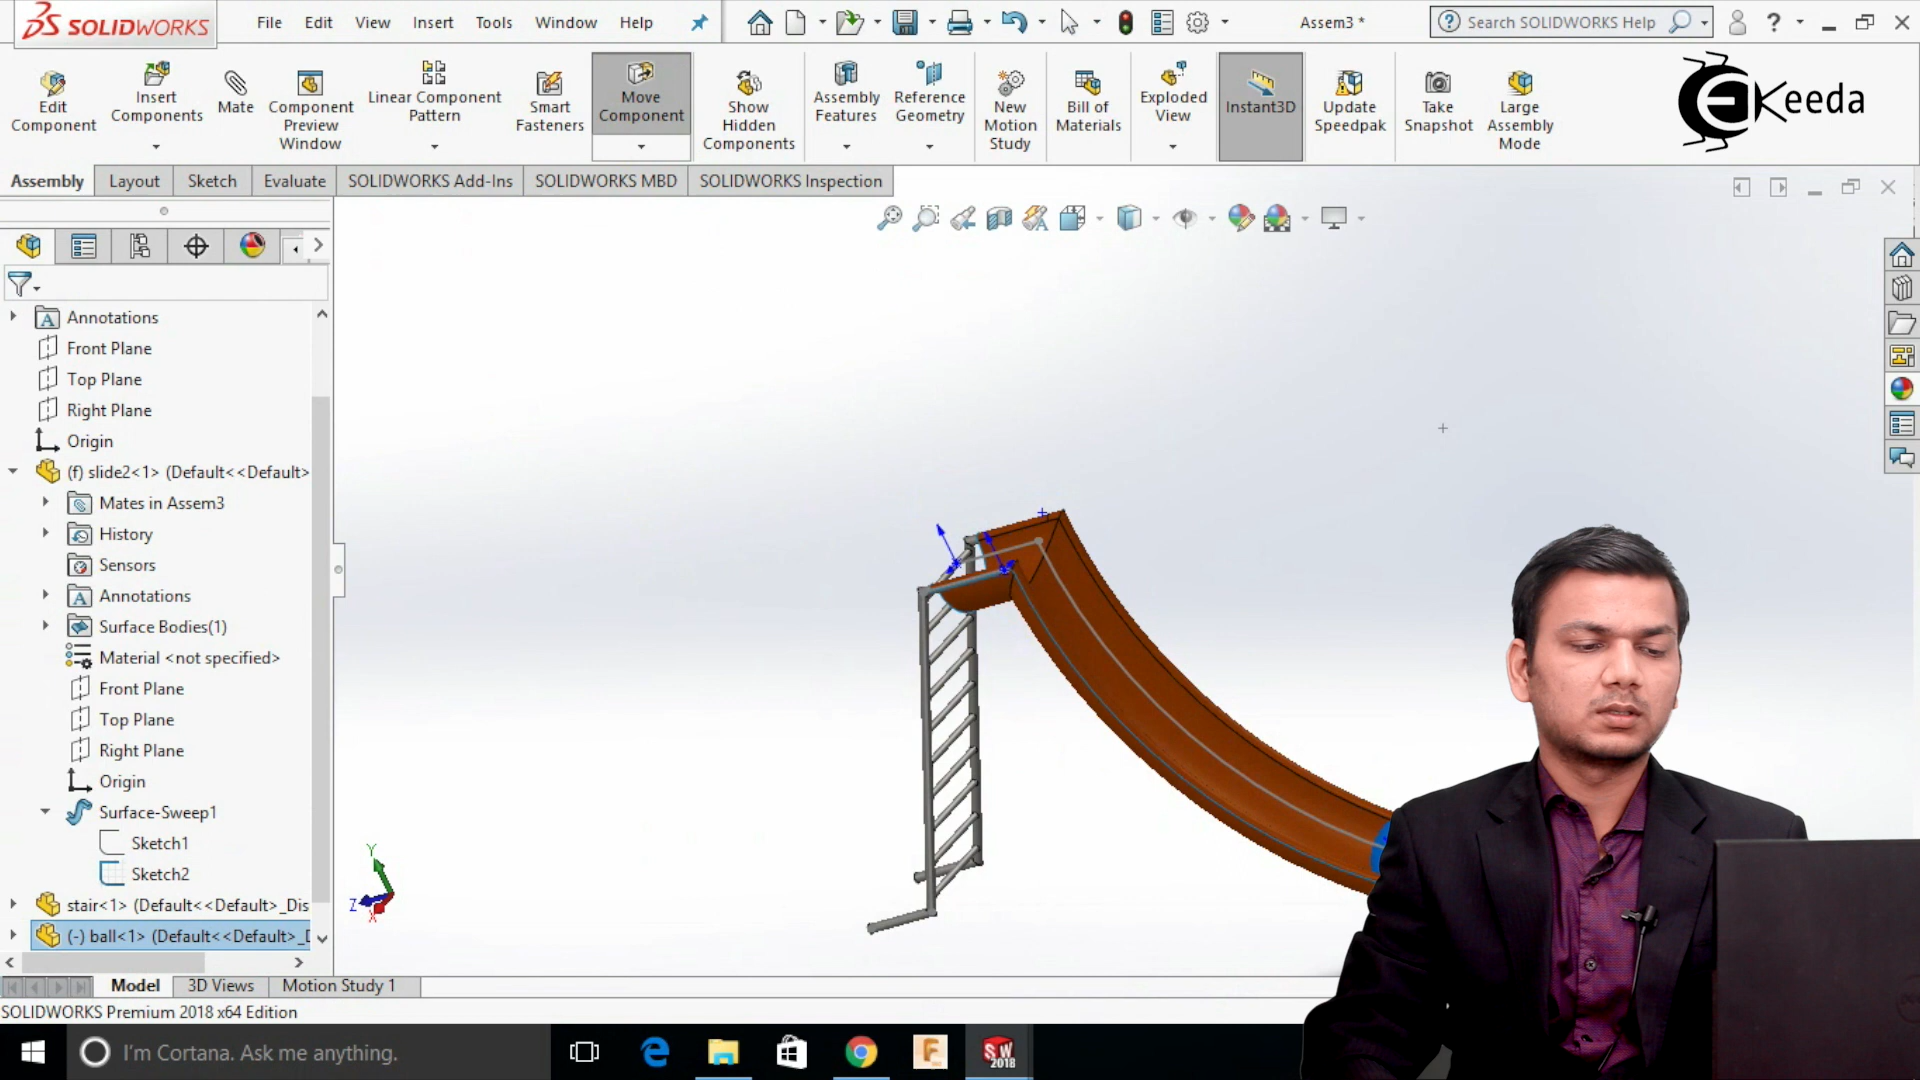 SOLIDWORKS File Edit View Insert Tools Window Help Assem3 * Search SOLIDWORKS Help ?
Edit Component
Insert Components
Mate
Component Preview Window
Linear Component Pattern
Smart Fasteners
Move Component
Show Hidden Components
Assembly Features
Reference Geometry
New Motion Study
Bill of Materials
Exploded View
Instant3D
Update Speedpak
Take Snapshot
Large Assembly Mode
EKeeda
Assembly Layout Sketch Evaluate SOLIDWORKS Add-Ins SOLIDWORKS MBD SOLIDWORKS Inspection
Annotations
Front Plane
Top Plane
Right Plane
Origin
(f) slide2<1> (Default<<Default>
Mates in Assem3
History
Sensors
Annotations
Surface Bodies(1)
Material <not specified>
Front Plane
Top Plane
Right Plane
Origin
Surface-Sweep1
Sketch1
Sketch2
stair<1> (Default<<Default>_Dis
(-) ball<1> (Default<<Default>_D
Y
Z
X
Model 3D Views Motion Study 1
SOLIDWORKS Premium 2018 x64 Edition
I'm Cortana. Ask me anything.
SW
2018